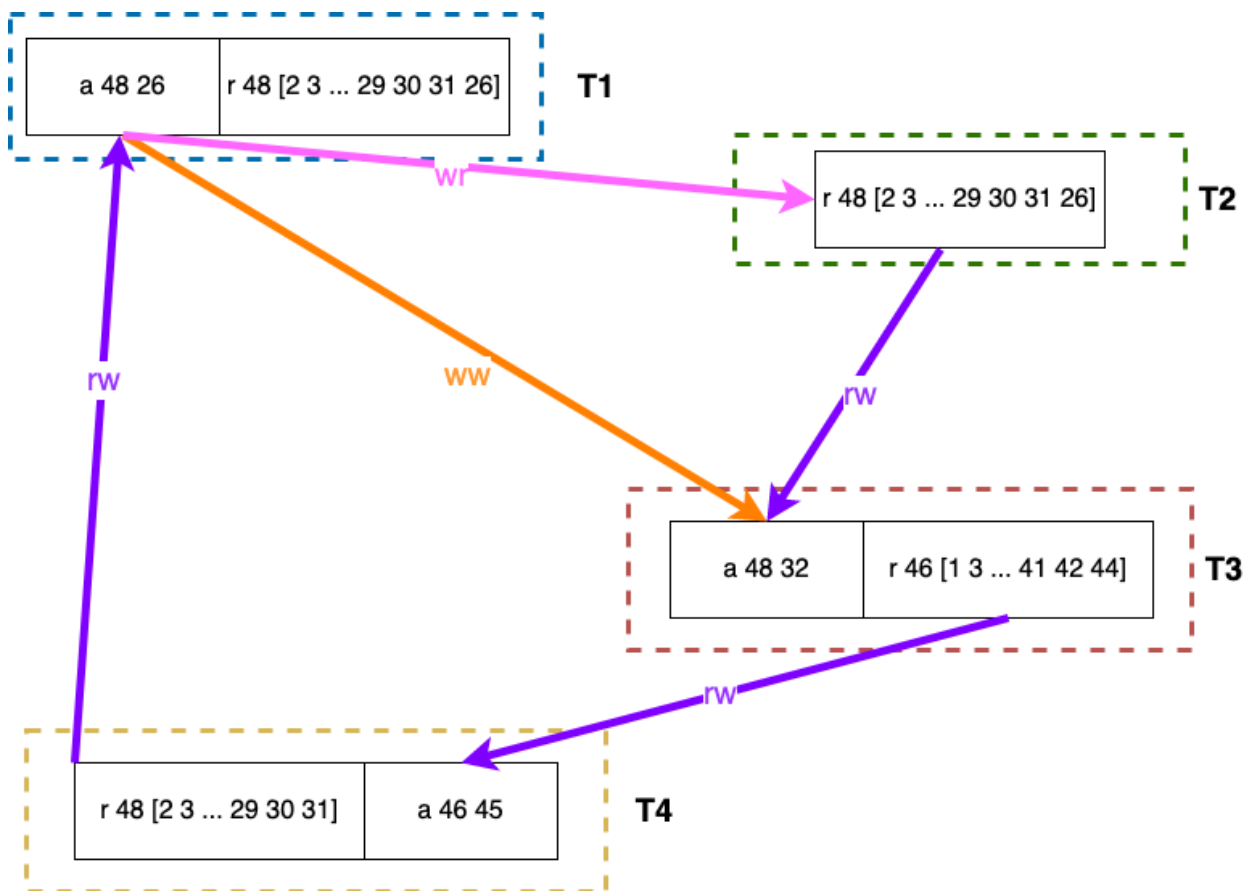 a 48 26
r 48 [2 3 ... 29 30 31 26]
T1
wr
r 48 [2 3 ... 29 30 31 26]
T2
rw
ww
rw
a 48 32
r 46 [1 3 ... 41 42 44]
T3
rw
r 48 [2 3 ... 29 30 31]
a 46 45
T4